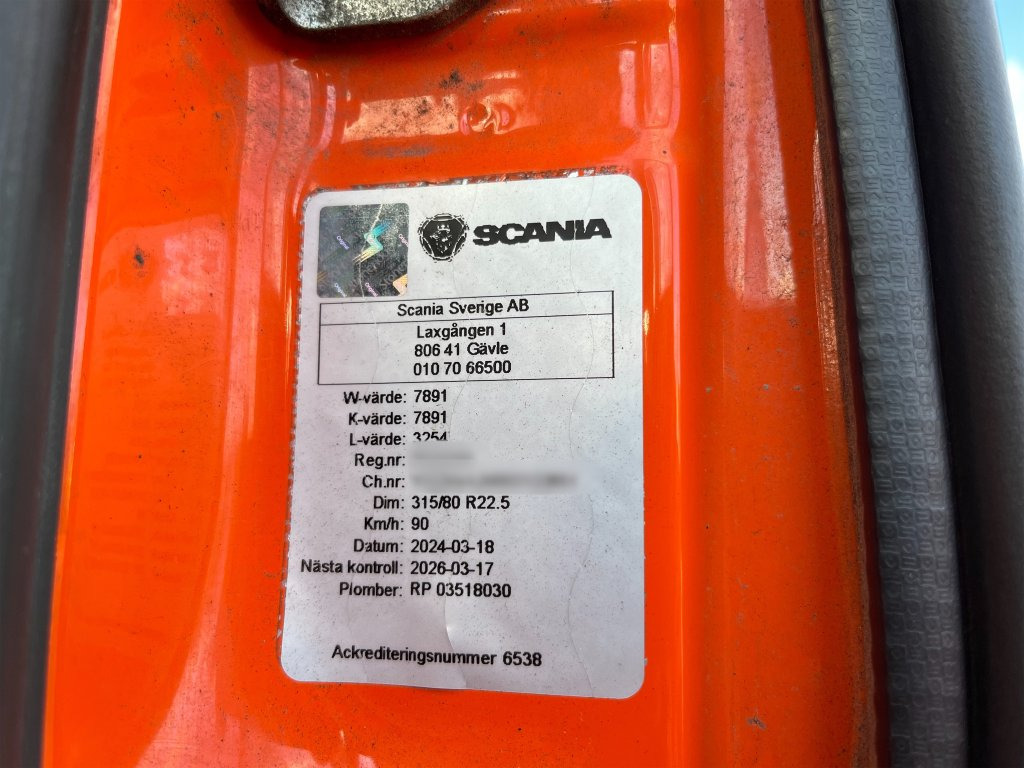 SCANIA
Scania Sverige AB
Laxgången 1
806 41 Gävle
010 70 66500
W-värde: 7891
K-värde: 7891
L-värde: 3254
Reg.nr:
Ch.nr:
Dim: 315/80 R22.5
Km/h: 90
Datum: 2024-03-18
Nästa kontroll: 2026-03-17
Plomber: RP 03518030
Ackrediteringsnummer 6538